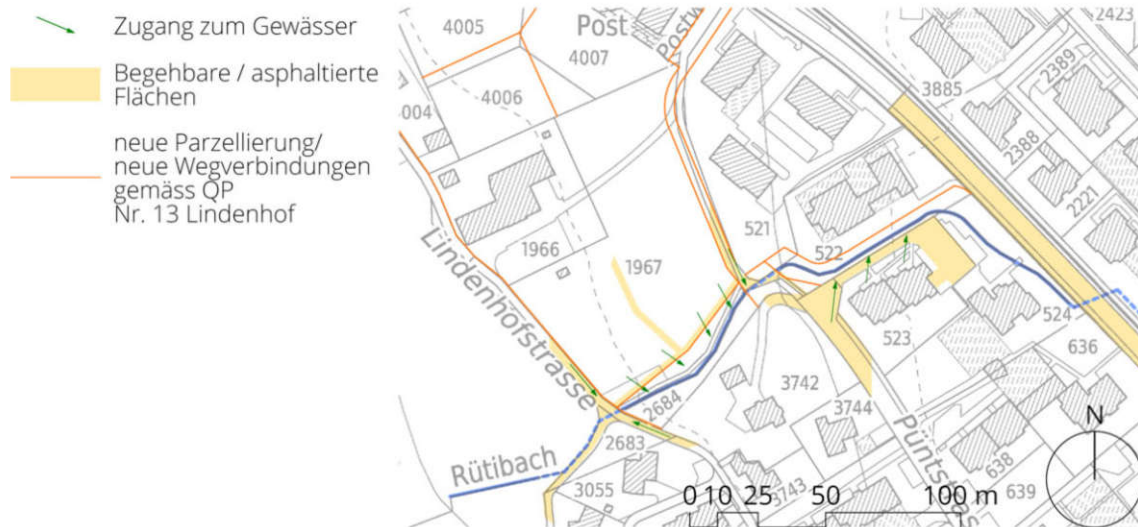 Zugang zum Gewässer
Begehbare / asphaltierte
Flächen
neue Parzellierung/
neue Wegverbindungen
gemäss QP
Nr. 13 Lindenhof
4005
Post
4007
2423
2389
3885
4006
004
2388
2221
521
1966
1967
522
Lindenhofstrasse
524
523
636
3742
2684
3744
2683
Rütibach
N
638
3055
3743
639
0 10 25 50 100 m